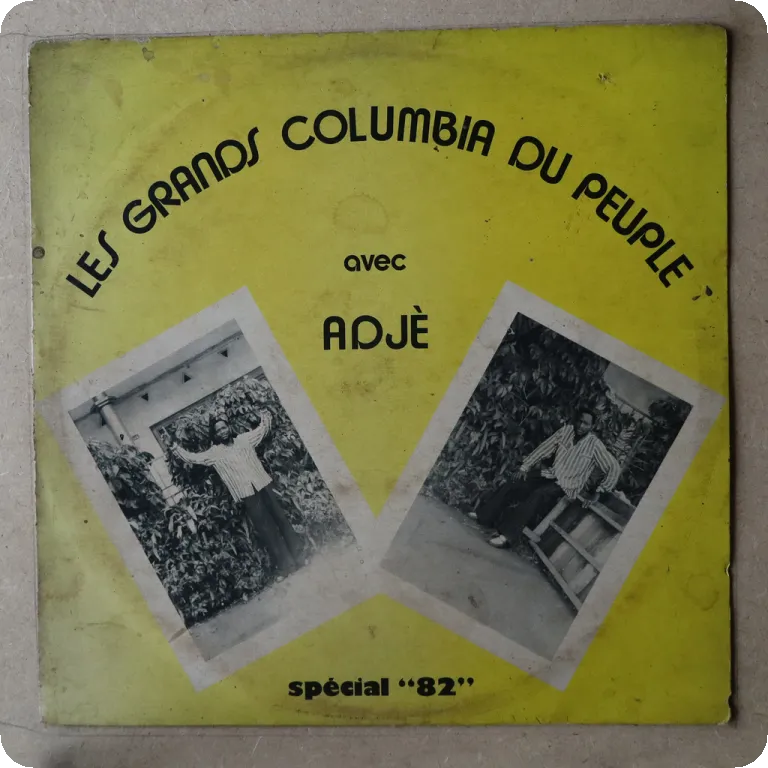 LES GRANDS COLUMBIA DU PEUPLE
avec
ADJÈ
spécial “82”